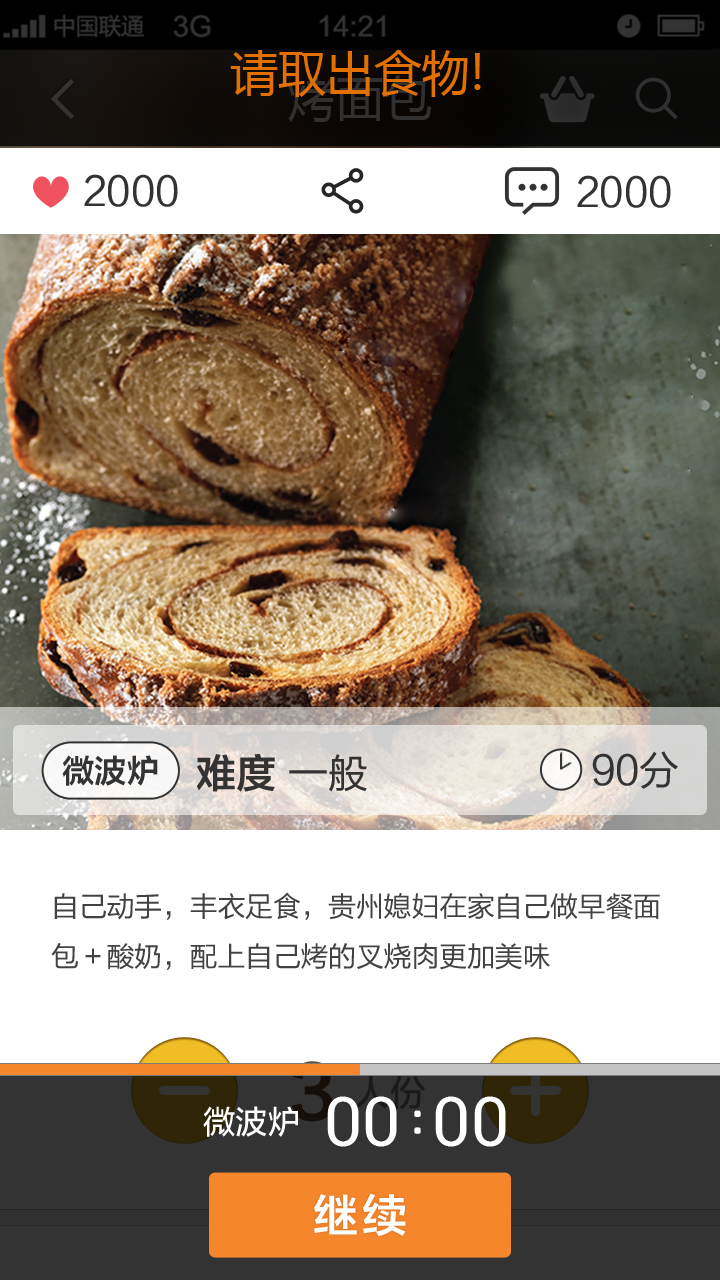 中国联通 3G 14:21
请取出食物!
烤面包
2000 2000
微波炉 难度 一般 90分
自己动手，丰衣足食，贵州媳妇在家自己做早餐面
包＋酸奶，配上自己烤的叉烧肉更加美味
3 人份
微波炉 00:00
继续